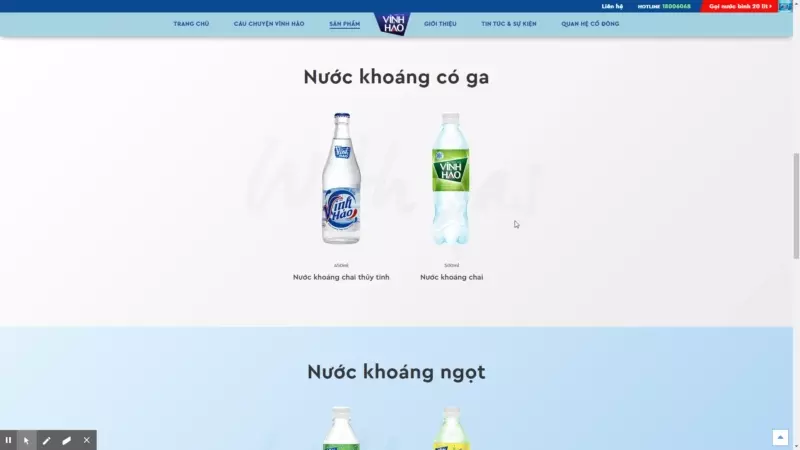 Liên hệ HOTLINE 18006068 Gọi nước bình 20 lít
TRANG CHỦ CÂU CHUYỆN VĨNH HẢO SẢN PHẨM VĨNH HẢO GIỚI THIỆU TIN TỨC & SỰ KIỆN QUAN HỆ CỔ ĐÔNG
Nước khoáng có ga
Vĩnh Hảo
VĨNH HẢO
450ml 500ml
Nước khoáng chai thủy tinh Nước khoáng chai
Nước khoáng ngọt